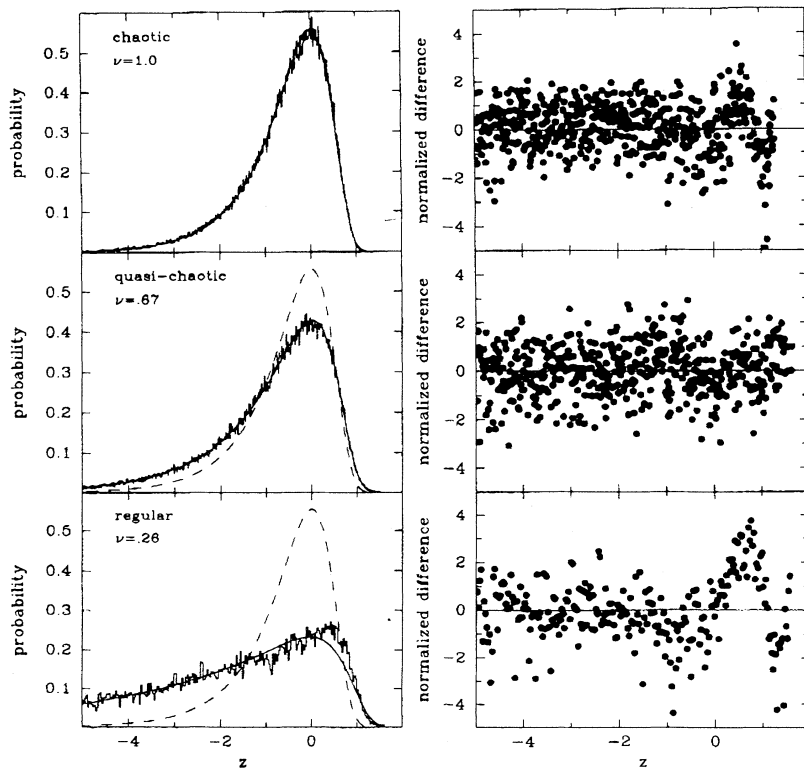 chaotic
ν=1.0
probability
0.5
0.4
0.3
0.2
0.1
normalized difference
4
2
0
−2
−4
quasi−chaotic
ν=.67
probability
0.5
0.4
0.3
0.2
0.1
normalized difference
4
2
0
−2
−4
regular
ν=.26
probability
0.5
0.4
0.3
0.2
0.1
−4
−2
0
z
normalized difference
4
2
0
−2
−4
−4
−2
0
z